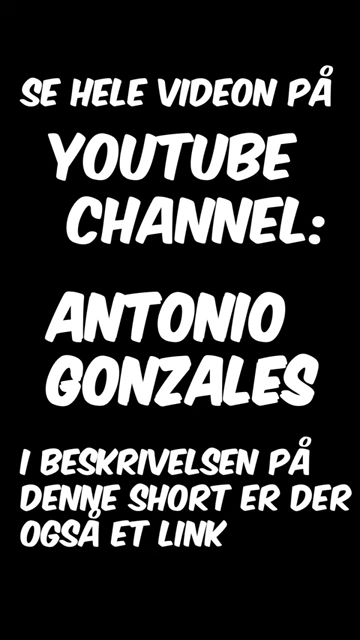 SE HELE VIDEON PÅ
YOUTUBE
CHANNEL:
ANTONIO
GONZALES
I BESKRIVELSEN PÅ
DENNE SHORT ER DER
OGSÅ ET LINK